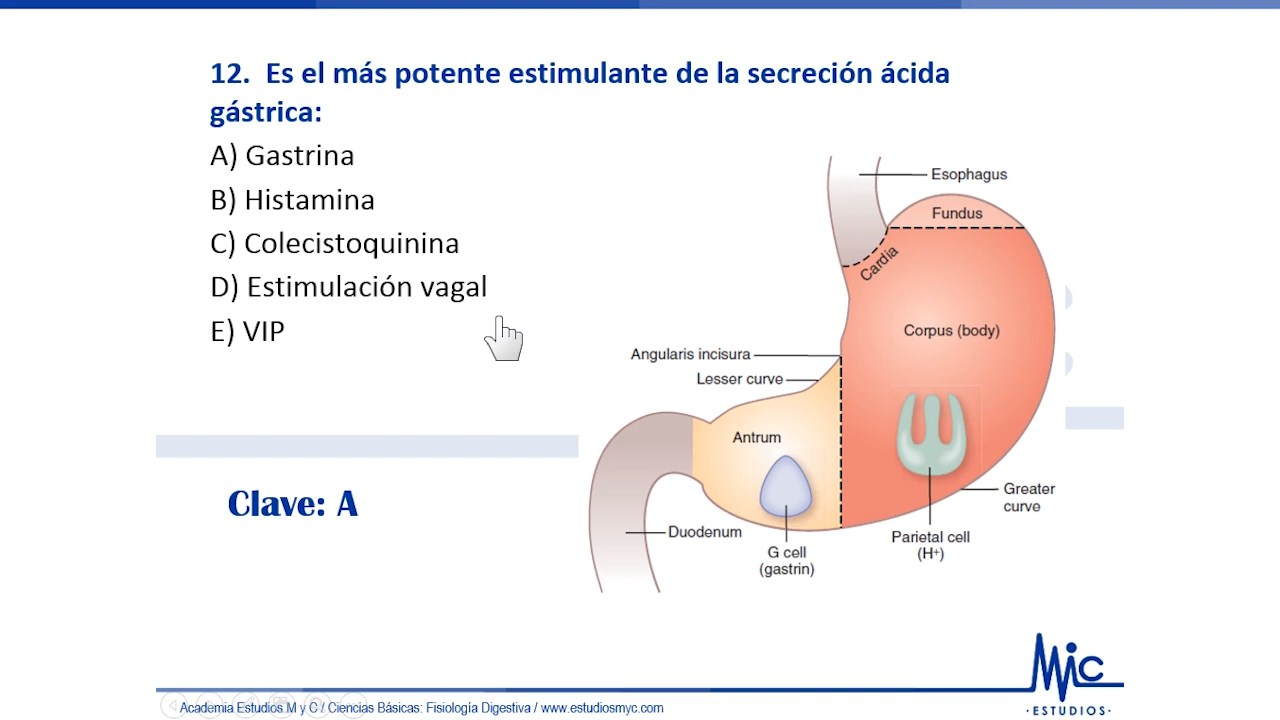 12. Es el más potente estimulante de la secreción ácida
gástrica:
A) Gastrina
B) Histamina
C) Colecistoquinina
D) Estimulación vagal
E) VIP
Clave: A
Esophagus
Fundus
Cardia
Corpus (body)
Angularis incisura
Lesser curve
Antrum
Greater
curve
Duodenum
G cell
(gastrin)
Parietal cell
(H+)
MiC
·ESTUDIOS·
Academia Estudios M y C / Ciencias Básicas: Fisiología Digestiva / www.estudiosmyc.com